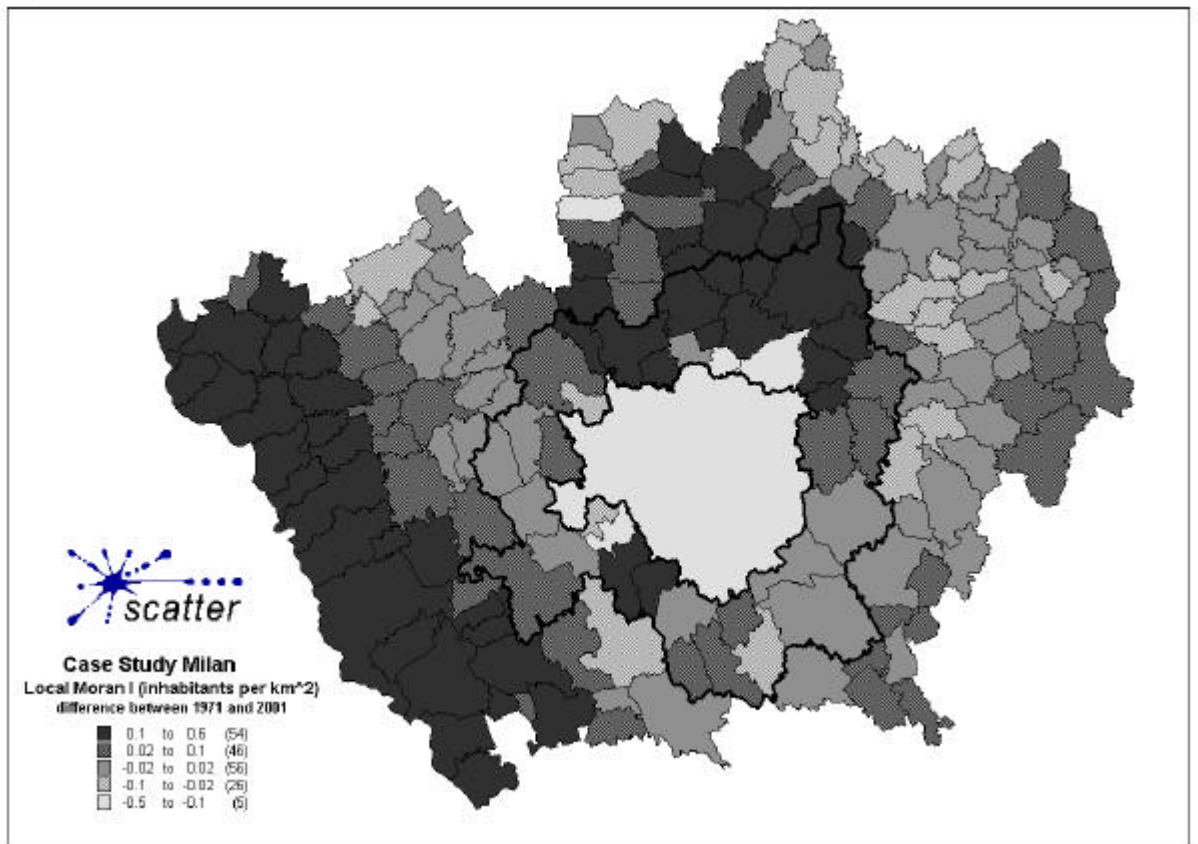 scatter
Case Study Milan
Local Moran I (inhabitants per km^2)
difference between 1971 and 2001
0.1 to 0.6 (54)
0.02 to 0.1 (46)
-0.02 to 0.02 (56)
-0.1 to -0.02 (26)
-0.5 to -0.1 (5)